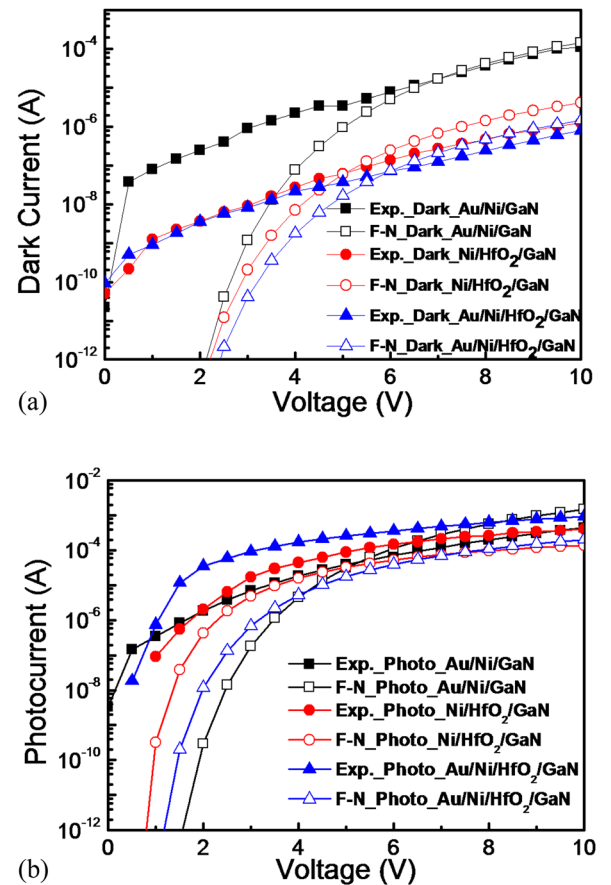 10⁻⁴
10⁻⁶
10⁻⁸
10⁻¹⁰
10⁻¹²
Dark Current (A)
Exp._Dark_Au/Ni/GaN
F-N_Dark_Au/Ni/GaN
Exp._Dark_Ni/HfO₂/GaN
F-N_Dark_Ni/HfO₂/GaN
Exp._Dark_Au/Ni/HfO₂/GaN
F-N_Dark_Au/Ni/HfO₂/GaN
0 2 4 6 8 10
(a) Voltage (V)
10⁻²
10⁻⁴
10⁻⁶
10⁻⁸
10⁻¹⁰
10⁻¹²
Photocurrent (A)
Exp._Photo_Au/Ni/GaN
F-N_Photo_Au/Ni/GaN
Exp._Photo_Ni/HfO₂/GaN
F-N_Photo_Ni/HfO₂/GaN
Exp._Photo_Au/Ni/HfO₂/GaN
F-N_Photo_Au/Ni/HfO₂/GaN
0 2 4 6 8 10
(b) Voltage (V)